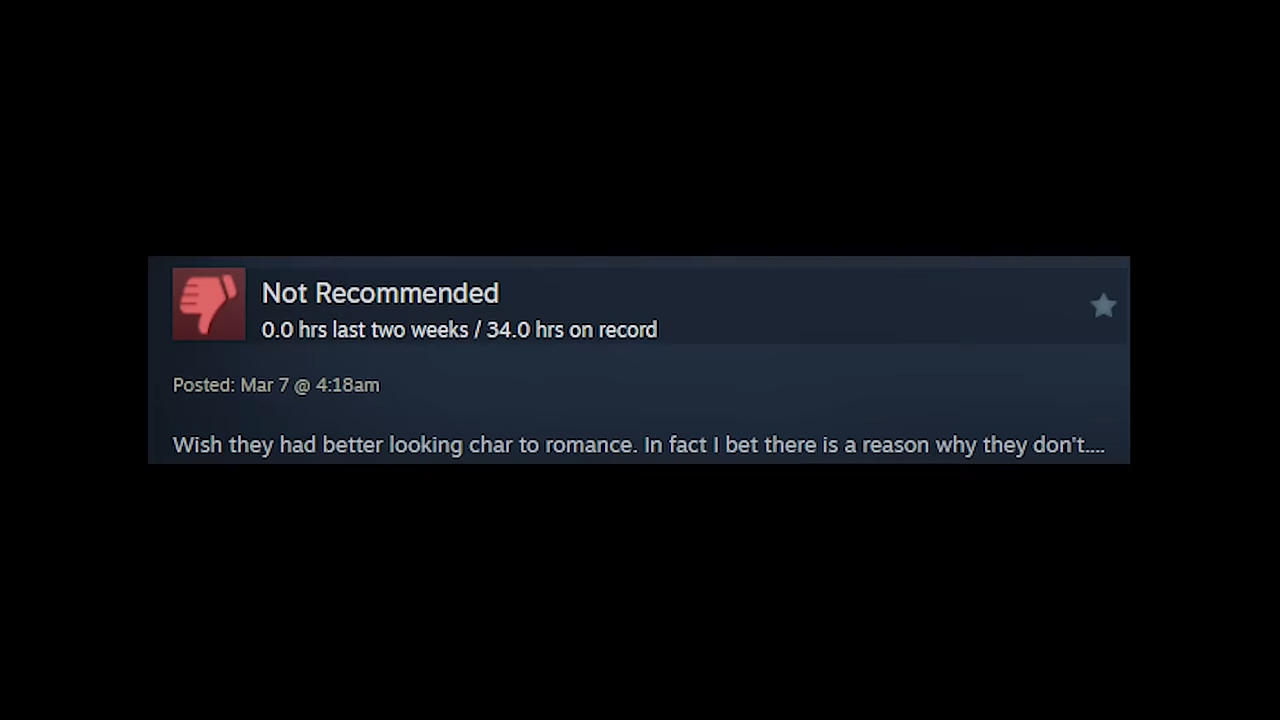 Not Recommended
0.0 hrs last two weeks / 34.0 hrs on record
Posted: Mar 7 @ 4:18am
Wish they had better looking char to romance. In fact I bet there is a reason why they don't....